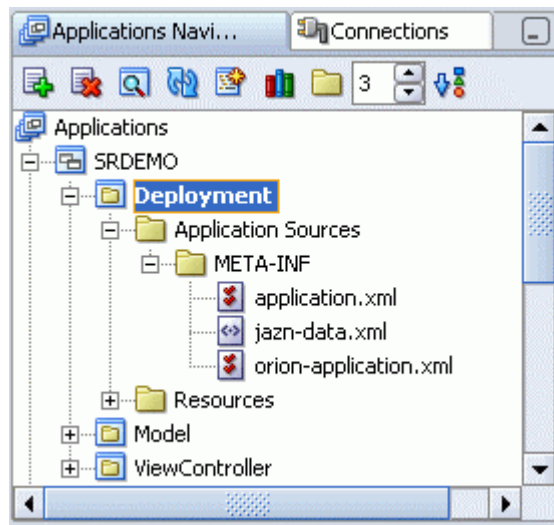 Applications Navi... Connections
3
Applications
SRDEMO
Deployment
Application Sources
META-INF
application.xml
jazn-data.xml
orion-application.xml
Resources
Model
ViewController